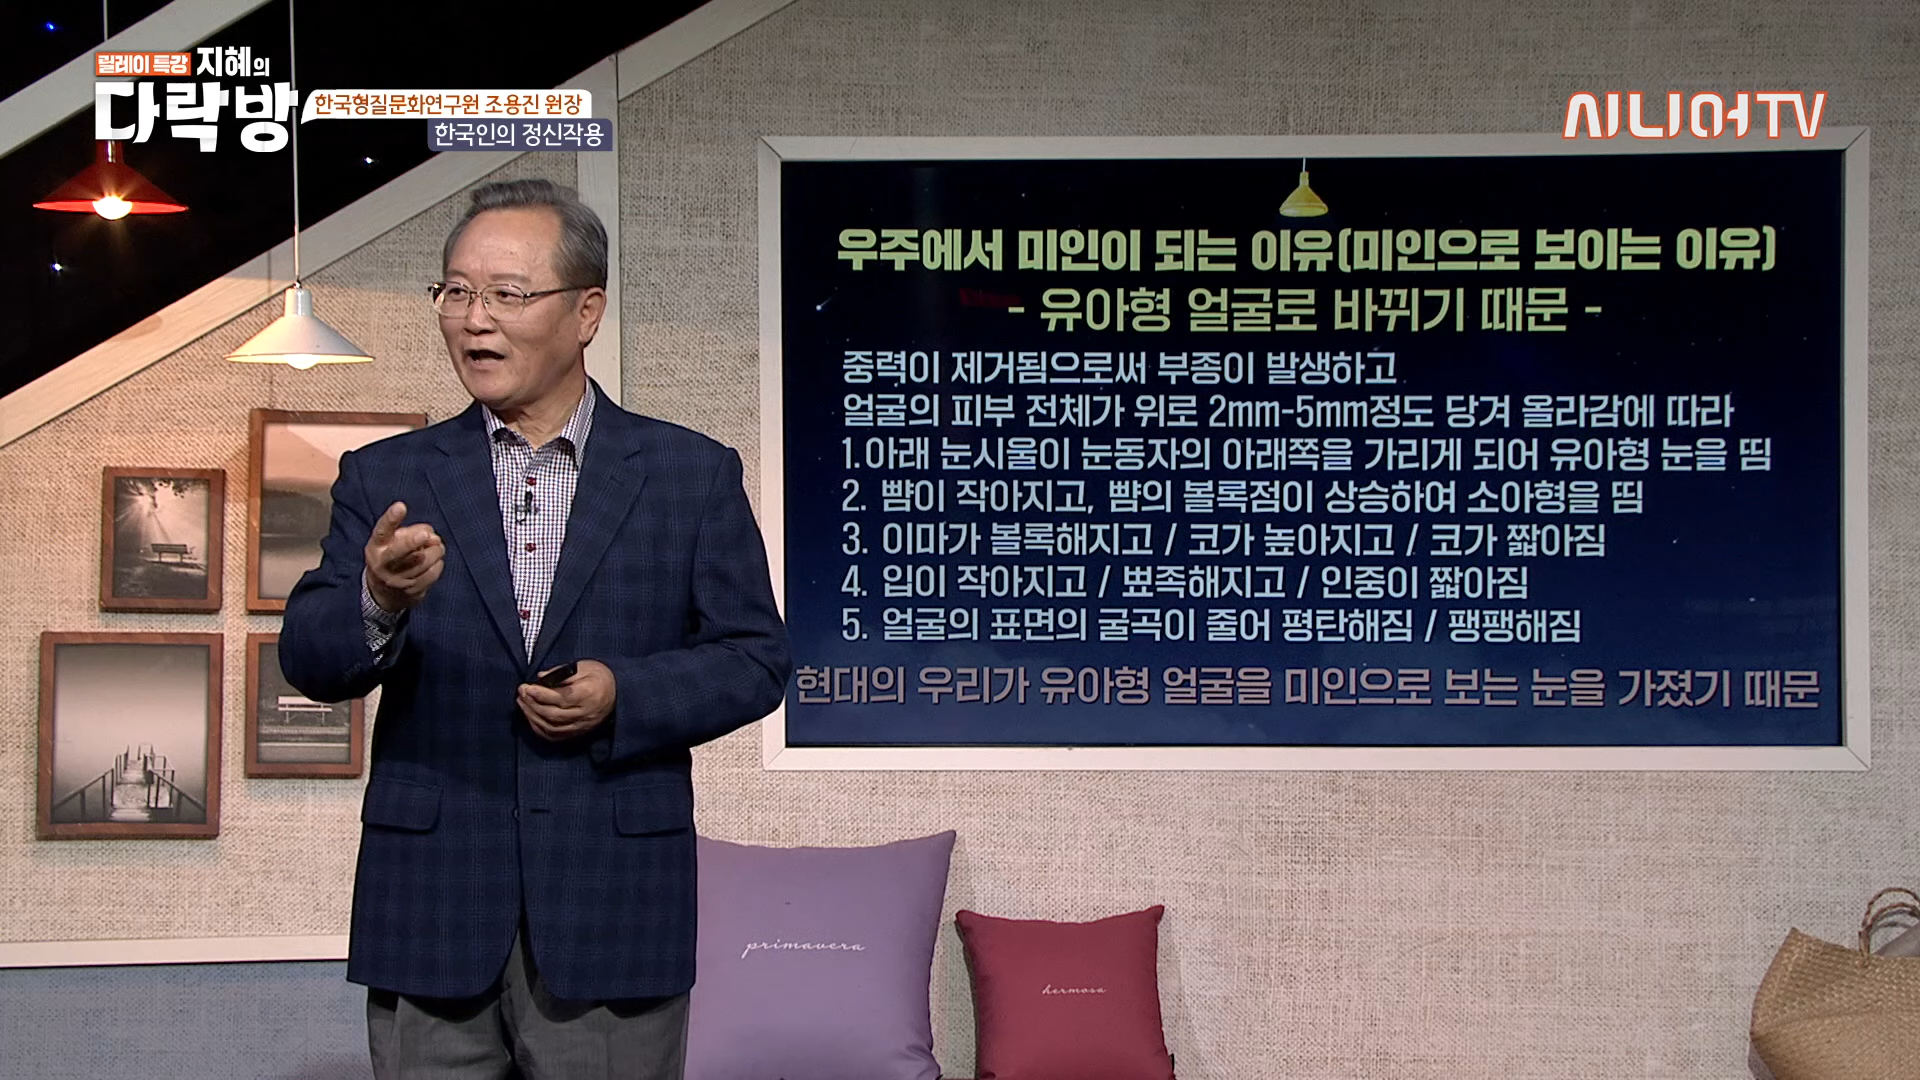 릴레이 특강 지혜의
다락방
한국형질문화연구원 조용진 원장
한국인의 정신작용
시니어TV
우주에서 미인이 되는 이유(미인으로 보이는 이유)
- 유아형 얼굴로 바뀌기 때문 -
중력이 제거됨으로써 부종이 발생하고
얼굴의 피부 전체가 위로 2mm-5mm정도 당겨 올라감에 따라
1.아래 눈시울이 눈동자의 아래쪽을 가리게 되어 유아형 눈을 띰
2. 뺨이 작아지고, 뺨의 볼록점이 상승하여 소아형을 띰
3. 이마가 볼록해지고 / 코가 높아지고 / 코가 짧아짐
4. 입이 작아지고 / 뾰족해지고 / 인중이 짧아짐
5. 얼굴의 표면의 굴곡이 줄어 평탄해짐 / 팽팽해짐
현대의 우리가 유아형 얼굴을 미인으로 보는 눈을 가졌기 때문
primavera
hermosa